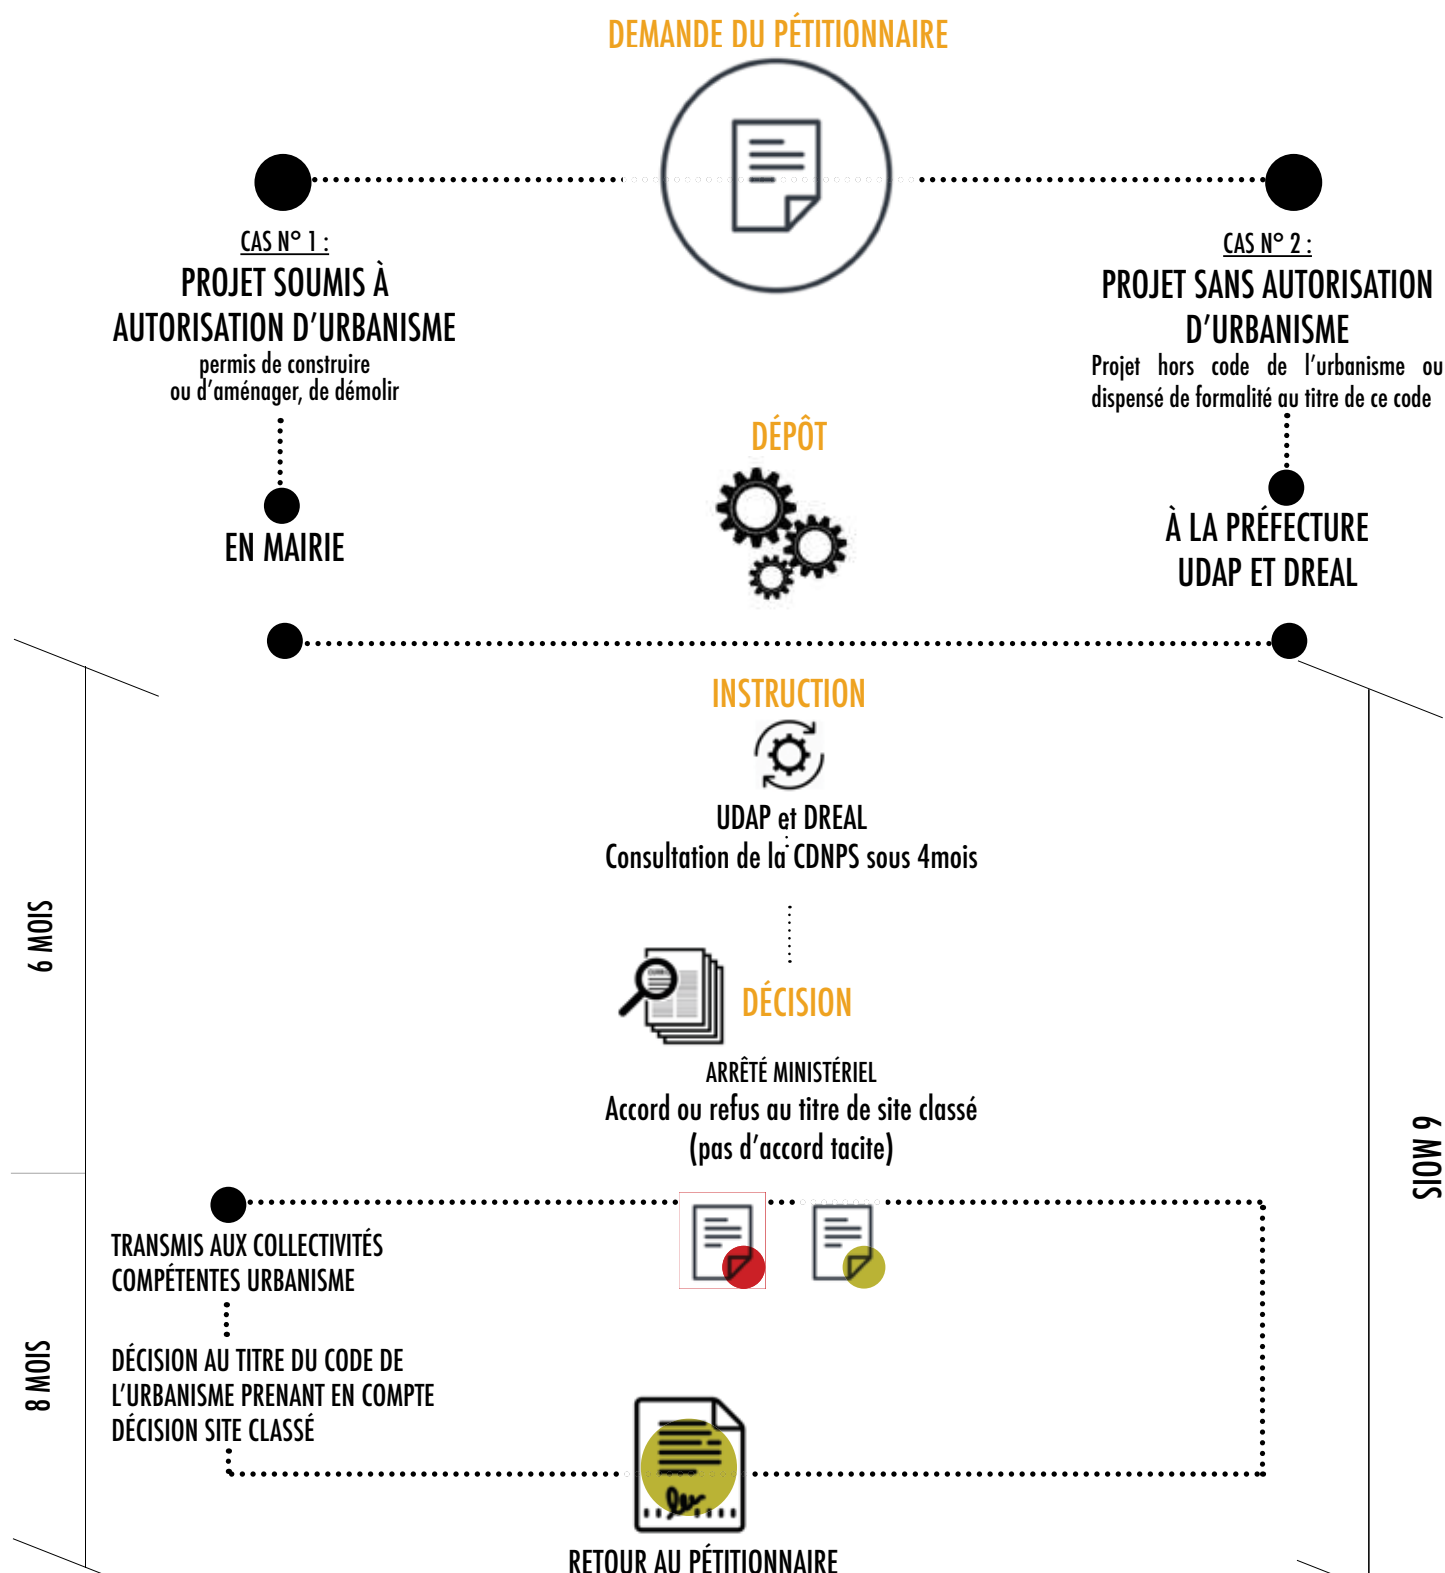 DEMANDE DU PÉTITIONNAIRE
CAS N° 1 :
PROJET SOUMIS À
AUTORISATION D'URBANISME
permis de construire
ou d'aménager, de démolir
CAS N° 2 :
PROJET SANS AUTORISATION
D'URBANISME
Projet hors code de l'urbanisme ou
dispensé de formalité au titre de ce code
DÉPÔT
EN MAIRIE
À LA PRÉFECTURE
UDAP ET DREAL
INSTRUCTION
UDAP et DREAL
Consultation de la CDNPS sous 4mois
6 MOIS
DÉCISION
ARRÊTÉ MINISTÉRIEL
Accord ou refus au titre de site classé
(pas d'accord tacite)
6 MOIS
TRANSMIS AUX COLLECTIVITÉS
COMPÉTENTES URBANISME
8 MOIS
DÉCISION AU TITRE DU CODE DE
L'URBANISME PRENANT EN COMPTE
DÉCISION SITE CLASSÉ
RETOUR AU PÉTITIONNAIRE